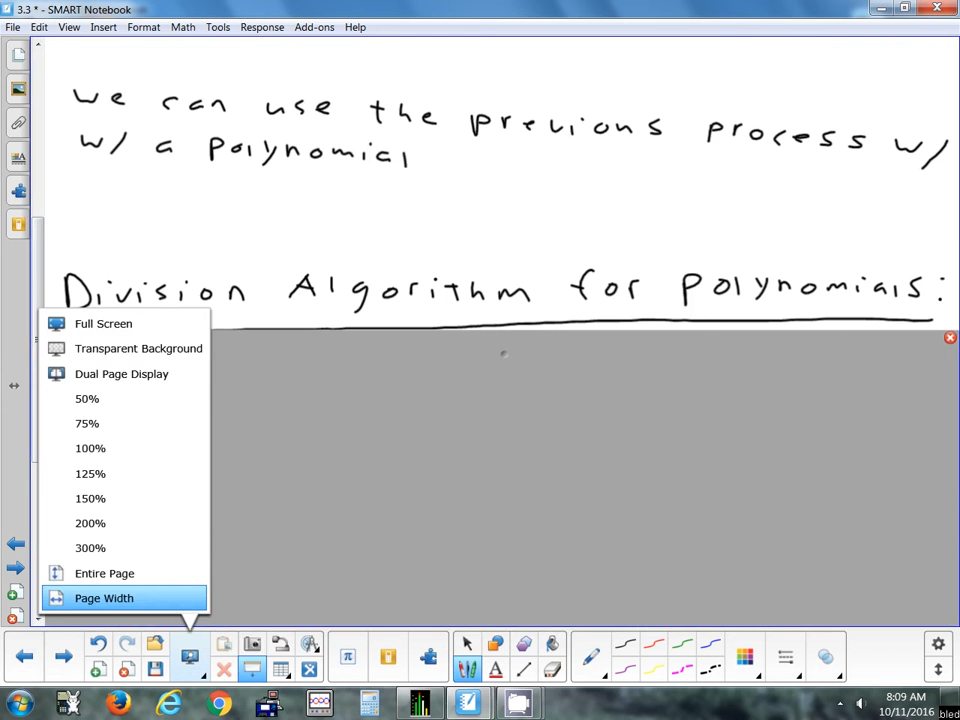 3.3 * - SMART Notebook
File Edit View Insert Format Math Tools Response Add-ons Help
we can use the previous process w/
w/ a polynomial
Division Algorithm for Polynomials:
Full Screen
Transparent Background
Dual Page Display
50%
75%
100%
125%
150%
200%
300%
Entire Page
Page Width
8:09 AM
10/11/2016
bled